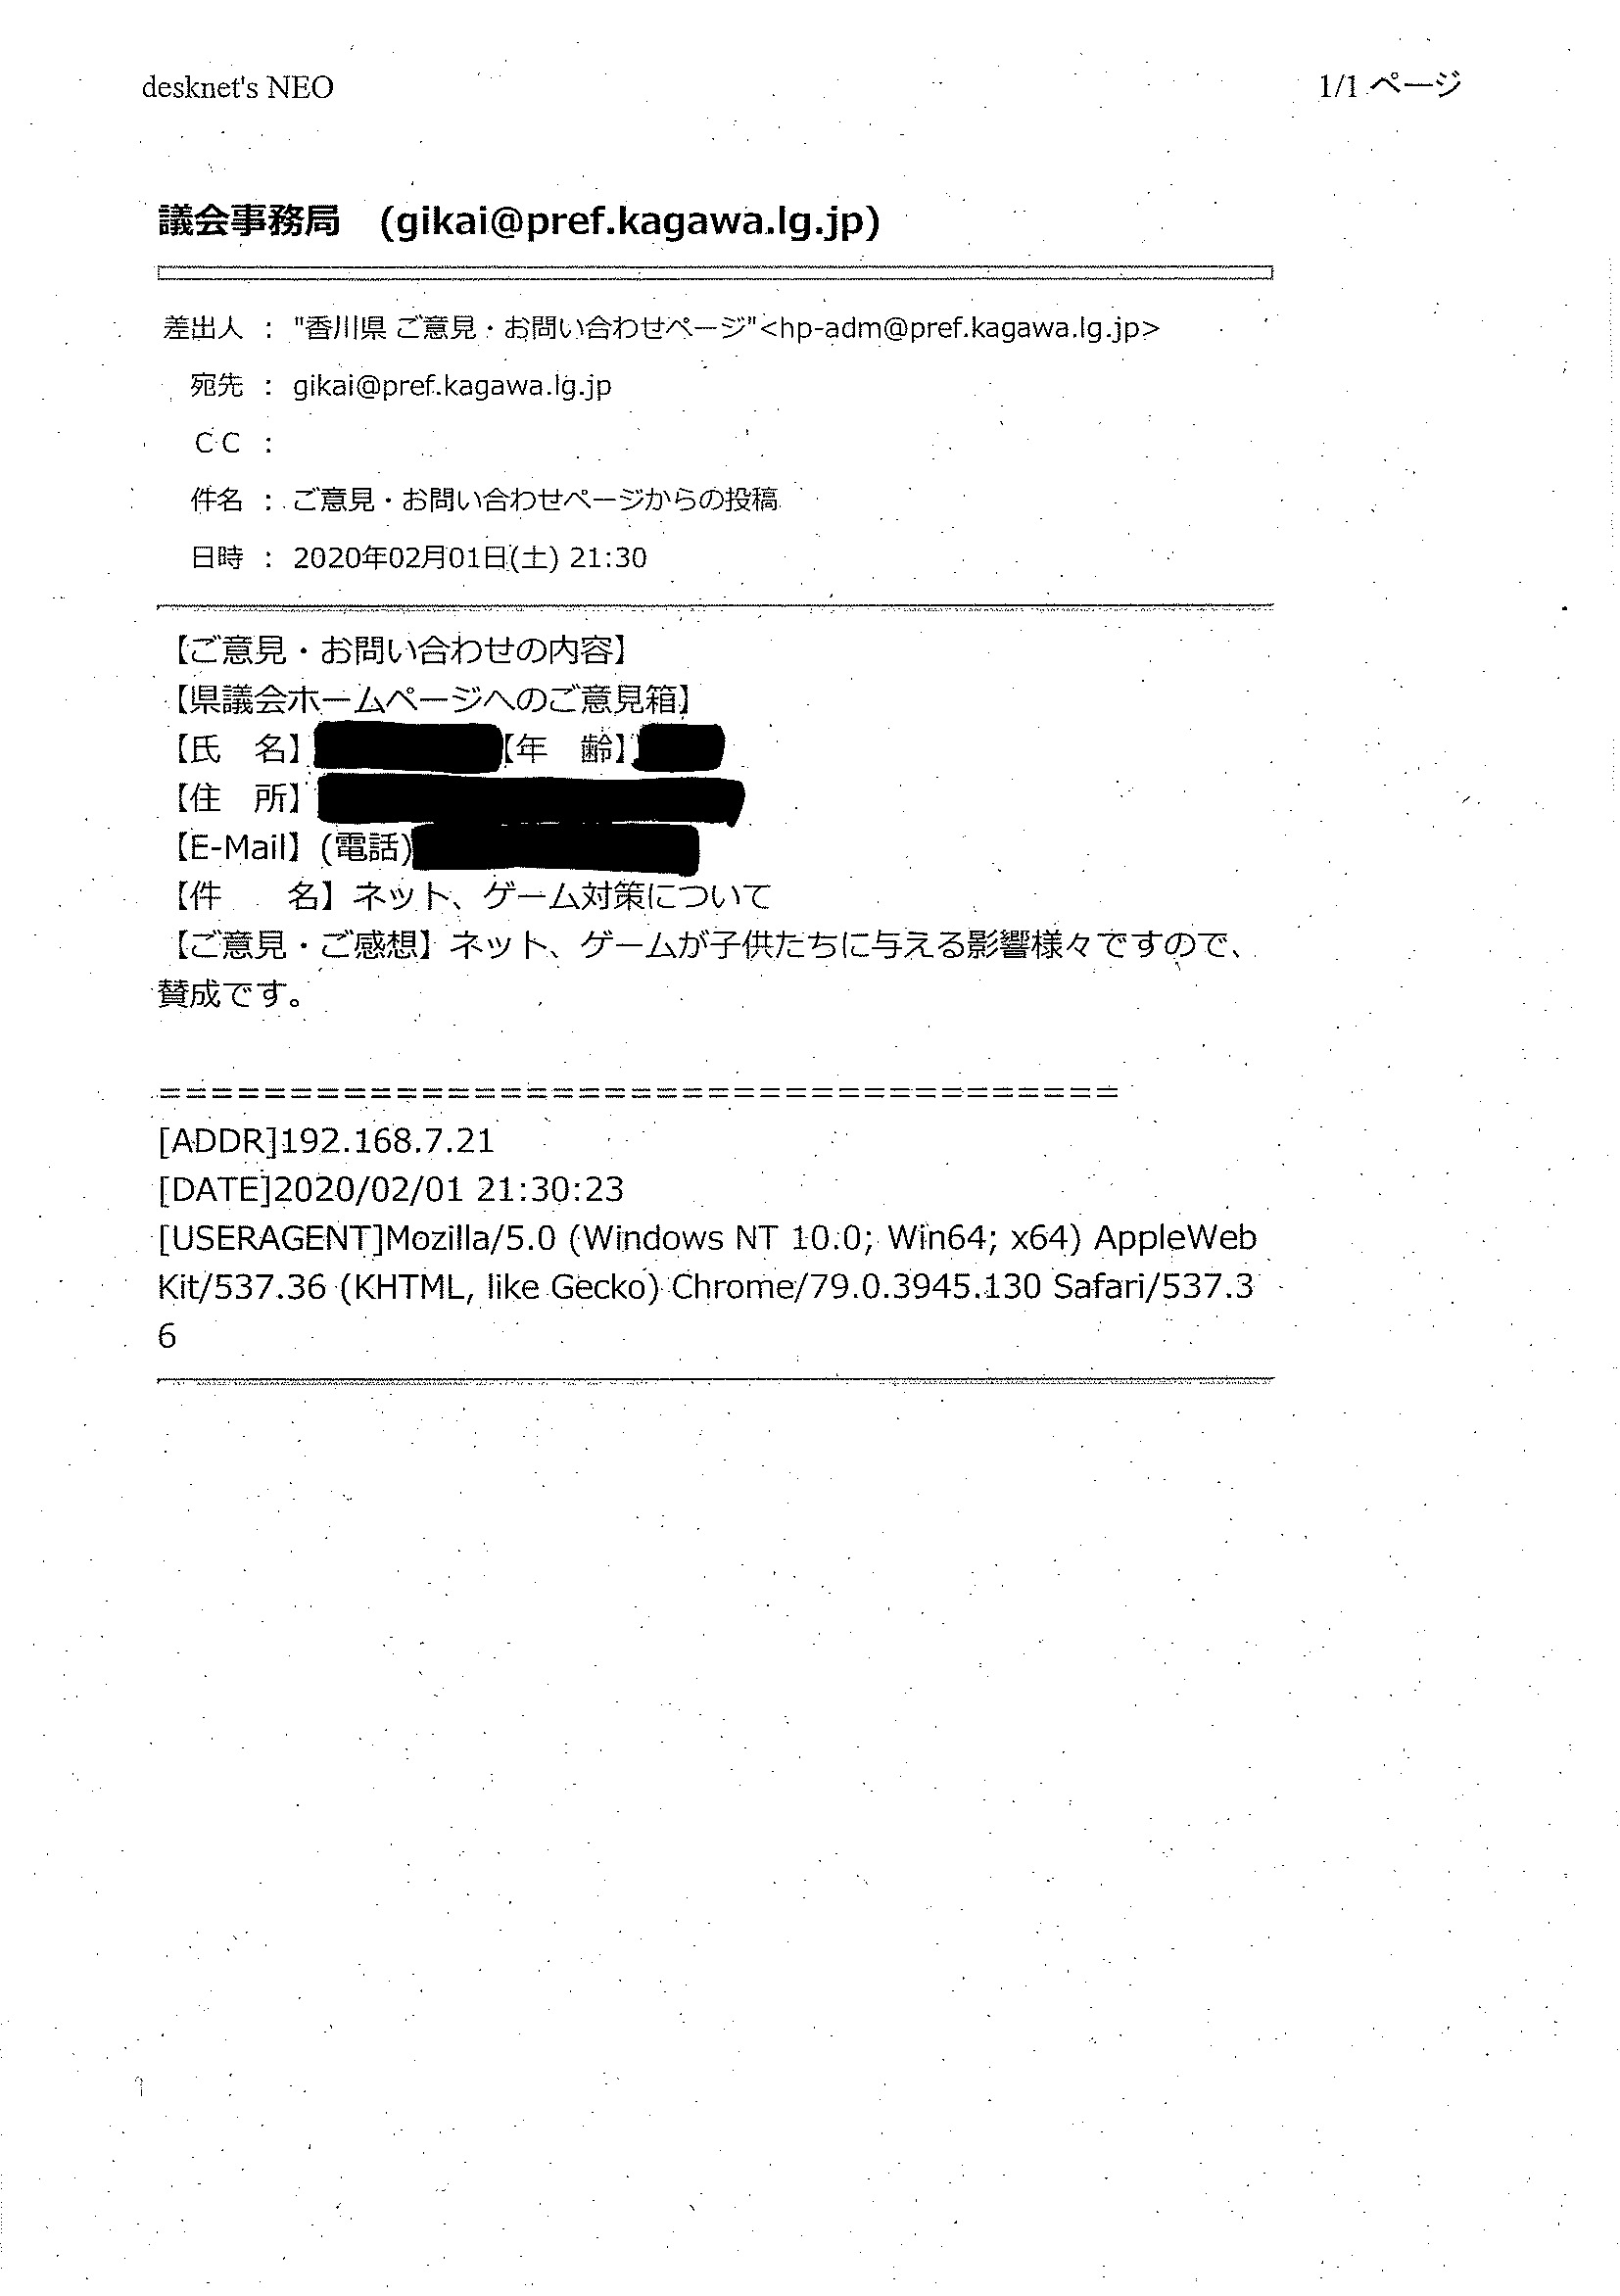 desknet's NEO 1/1 ページ
議会事務局 (gikai@pref.kagawa.lg.jp)
差出人 : "香川県 ご意見・お問い合わせページ"<hp-adm@pref.kagawa.lg.jp>
宛先 : gikai@pref.kagawa.lg.jp
CC :
件名 : ご意見・お問い合わせページからの投稿
日時 : 2020年02月01日(土) 21:30
【ご意見・お問い合わせの内容】
【県議会ホームページへのご意見箱】
【氏　名】【年　齢】
【住　所】
【E-Mail】(電話)
【件　　名】ネット、ゲーム対策について
【ご意見・ご感想】ネット、ゲームが子供たちに与える影響様々ですので、
賛成です。
=====================================
[ADDR]192.168.7.21
[DATE]2020/02/01 21:30:23
[USERAGENT]Mozilla/5.0 (Windows NT 10.0; Win64; x64) AppleWeb
Kit/537.36 (KHTML, like Gecko) Chrome/79.0.3945.130 Safari/537.3
6